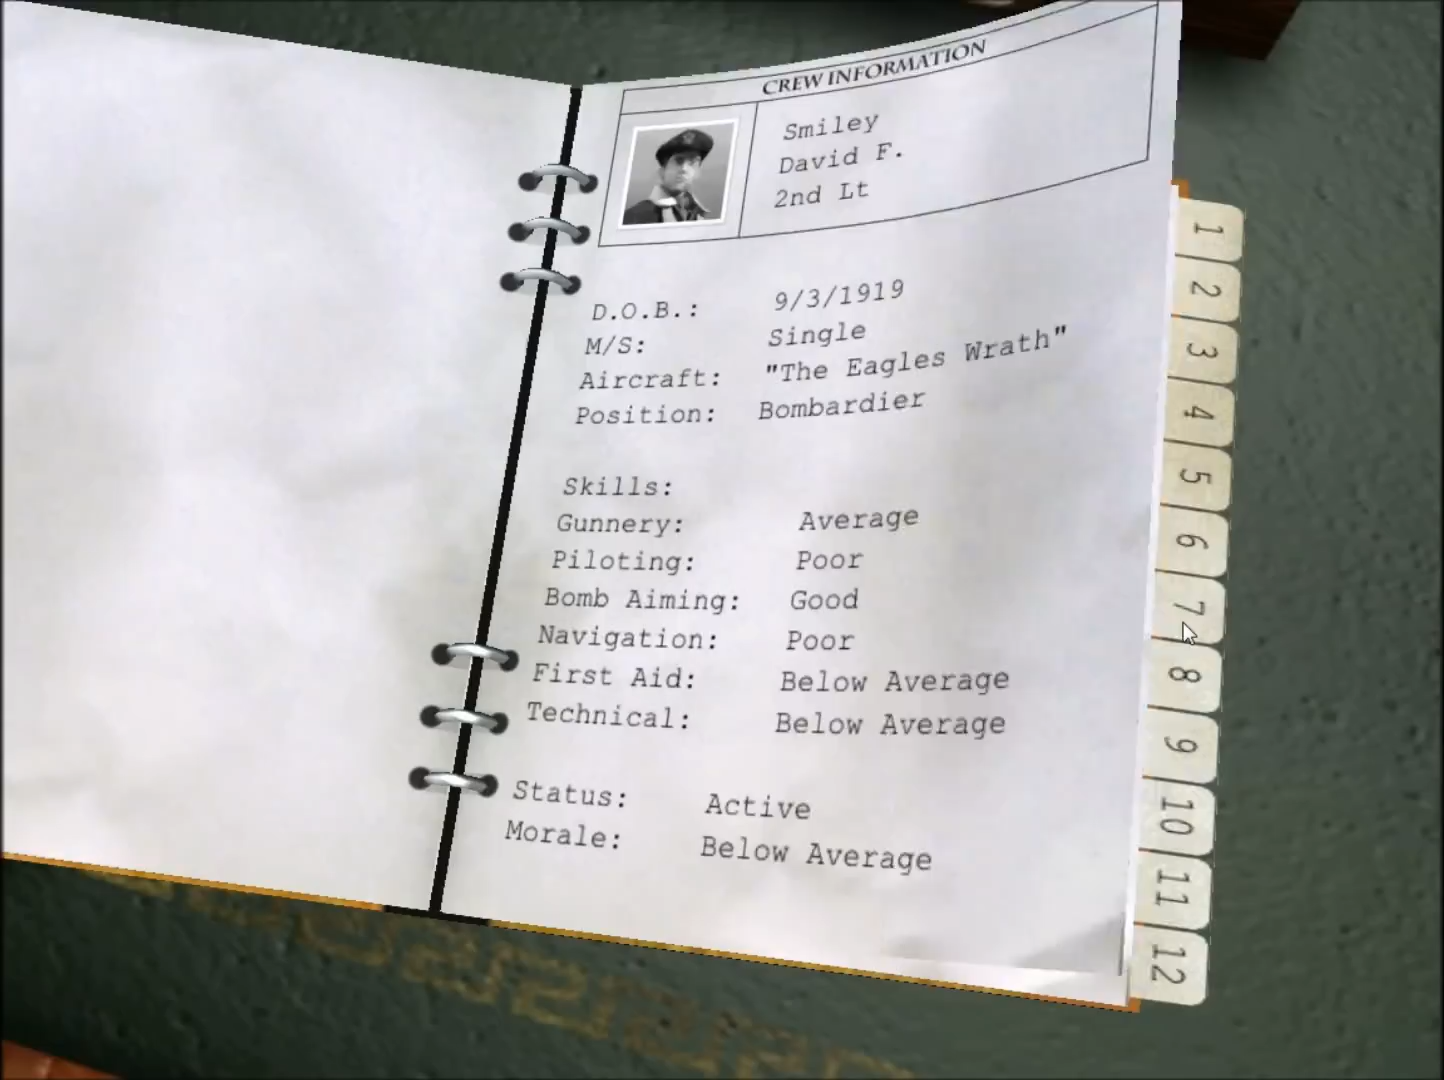 CREW INFORMATION
Smiley
David F.
2nd Lt
D.O.B.: 9/3/1919
M/S: Single
Aircraft: "The Eagles Wrath"
Position: Bombardier
Skills:
Gunnery: Average
Piloting: Poor
Bomb Aiming: Good
Navigation: Poor
First Aid: Below Average
Technical: Below Average
Status: Active
Morale: Below Average
1
2
3
4
5
6
7
8
9
10
11
12